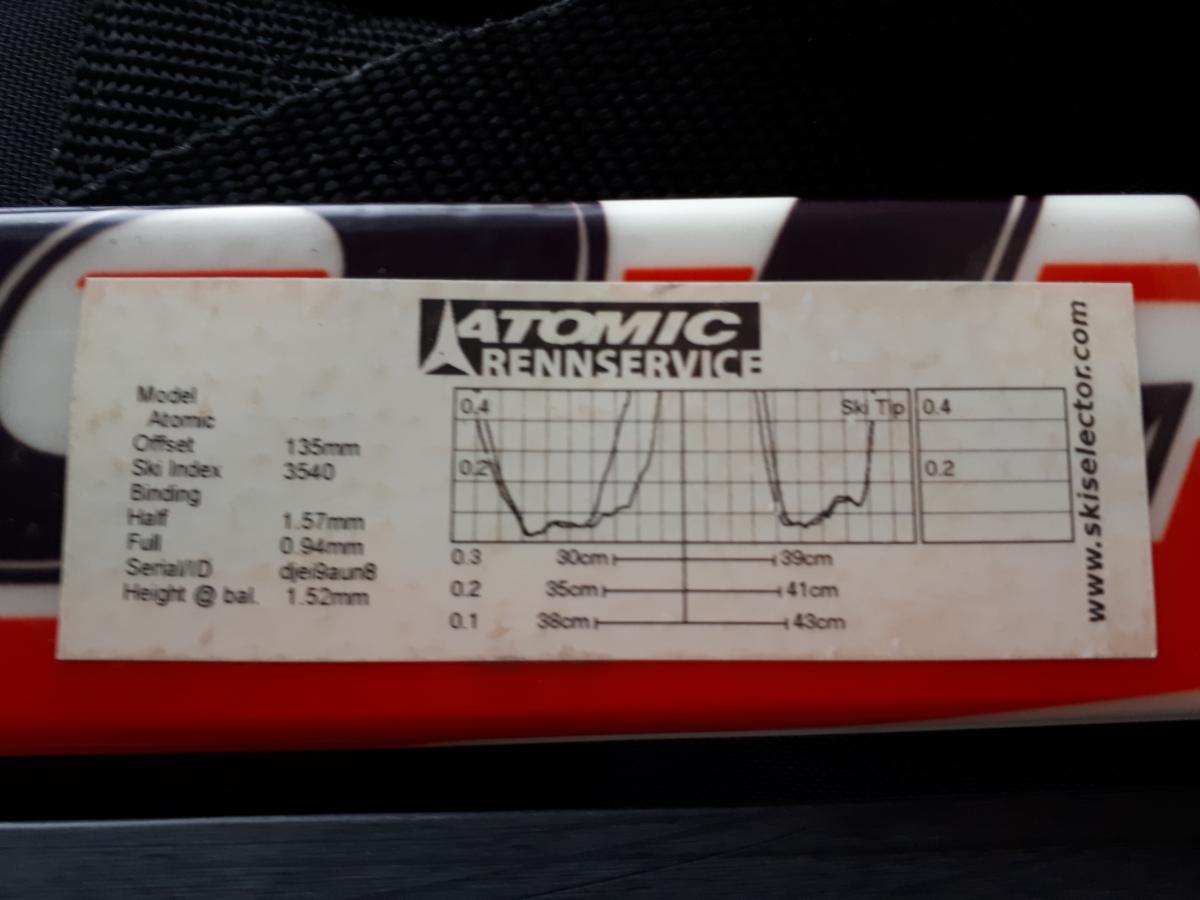 ATOMIC
RENNSERVICE
Model
Atomic
Offset 135mm
Ski Index 3540
Binding
Half 1.57mm
Full 0.94mm
Serial/ID djei9aun8
Height @ bal. 1.52mm
0.4 Ski Tip 0.4
0.2 0.2
0.3 30cm 39cm
0.2 35cm 41cm
0.1 38cm 43cm
www.skiselector.com